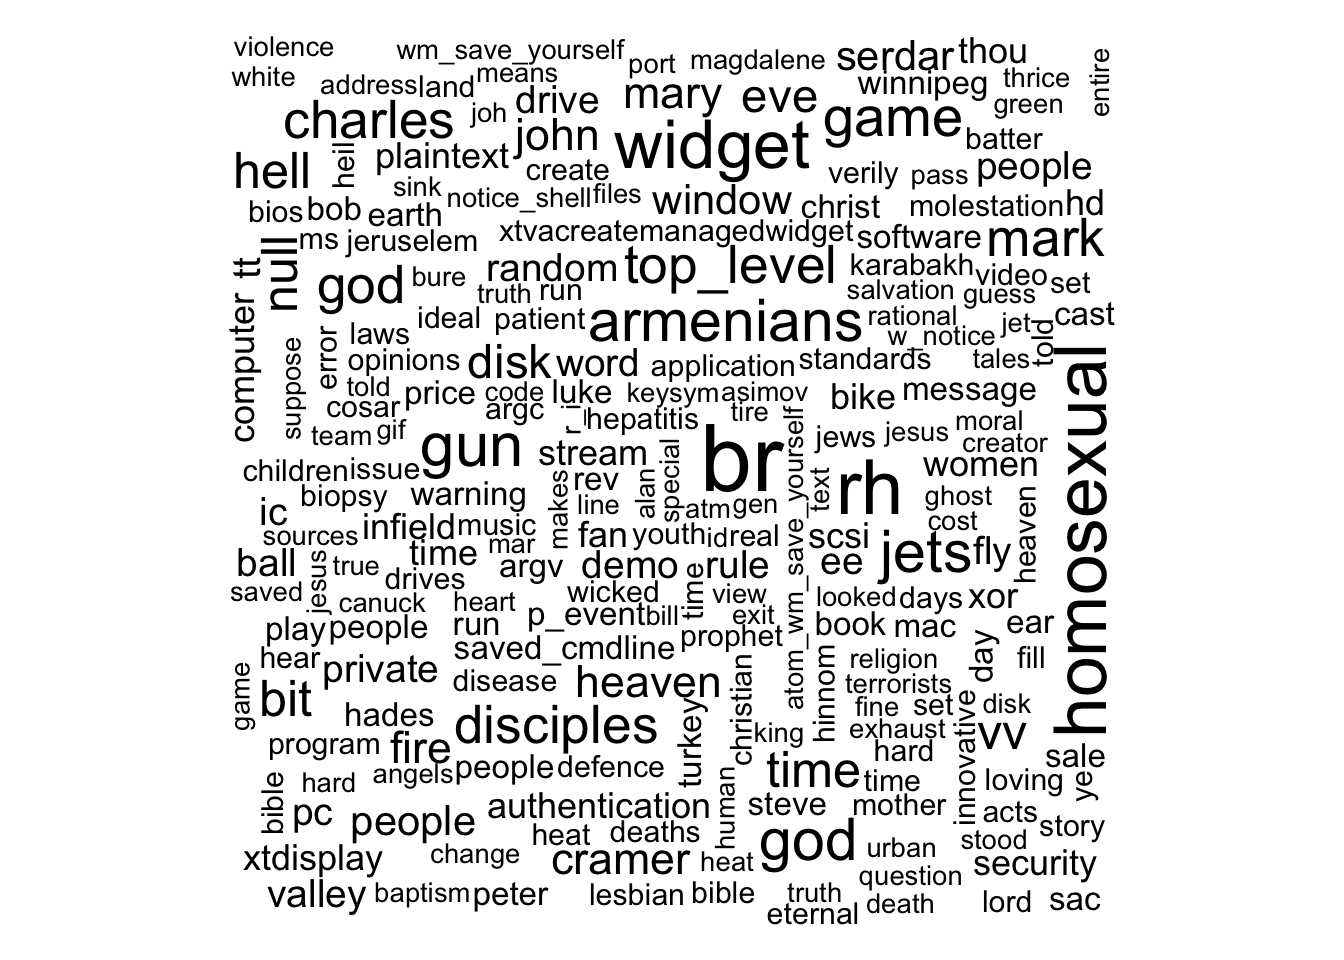 violence wm_save_yourself port magdalene serdar thou
white address land means winnipeg thrice entire
charles joh drive mary eve game green
john widget batter
hell heil plaintext create verily pass people
sink notice_shell files window christ molestation hd
bios bob earth
null ms jeruselem xtvacreatemanagedwidget software mark
tt god bure random top_level karabakh video set
truth run salvation guess
computer laws ideal patient armenians rational w_notice jet told cast
suppose error opinions disk word application standards tales
told price code luke keysym asimov bike message homosexual
cosar argc r_i hepatitis tire
team gif gun stream br atom_wm_save_yourself jews jesus moral
creator
children issue special rh women
biopsy warning makes rev alan text ghost
ic line atm gen cost
sources infield music fan youth id real scsi jets fly heaven
ball jesus true time mar argv demo rule ee
drives
saved canuck heart wicked time view looked days xor
play people run p_event bill exit book mac ear
saved_cmdline prophet
game hear private disease heaven christian hinnom religion day fill
terrorists
bit hades disciples turkey king fine set disk
exhaust innovative vv
program fire hard sale
bible hard angels people defence human time time loving ye
pc people authentication steve mother acts story
heat deaths stood
xtdisplay change cramer heat god urban security
question
valley baptism peter lesbian bible truth death lord sac
eternal